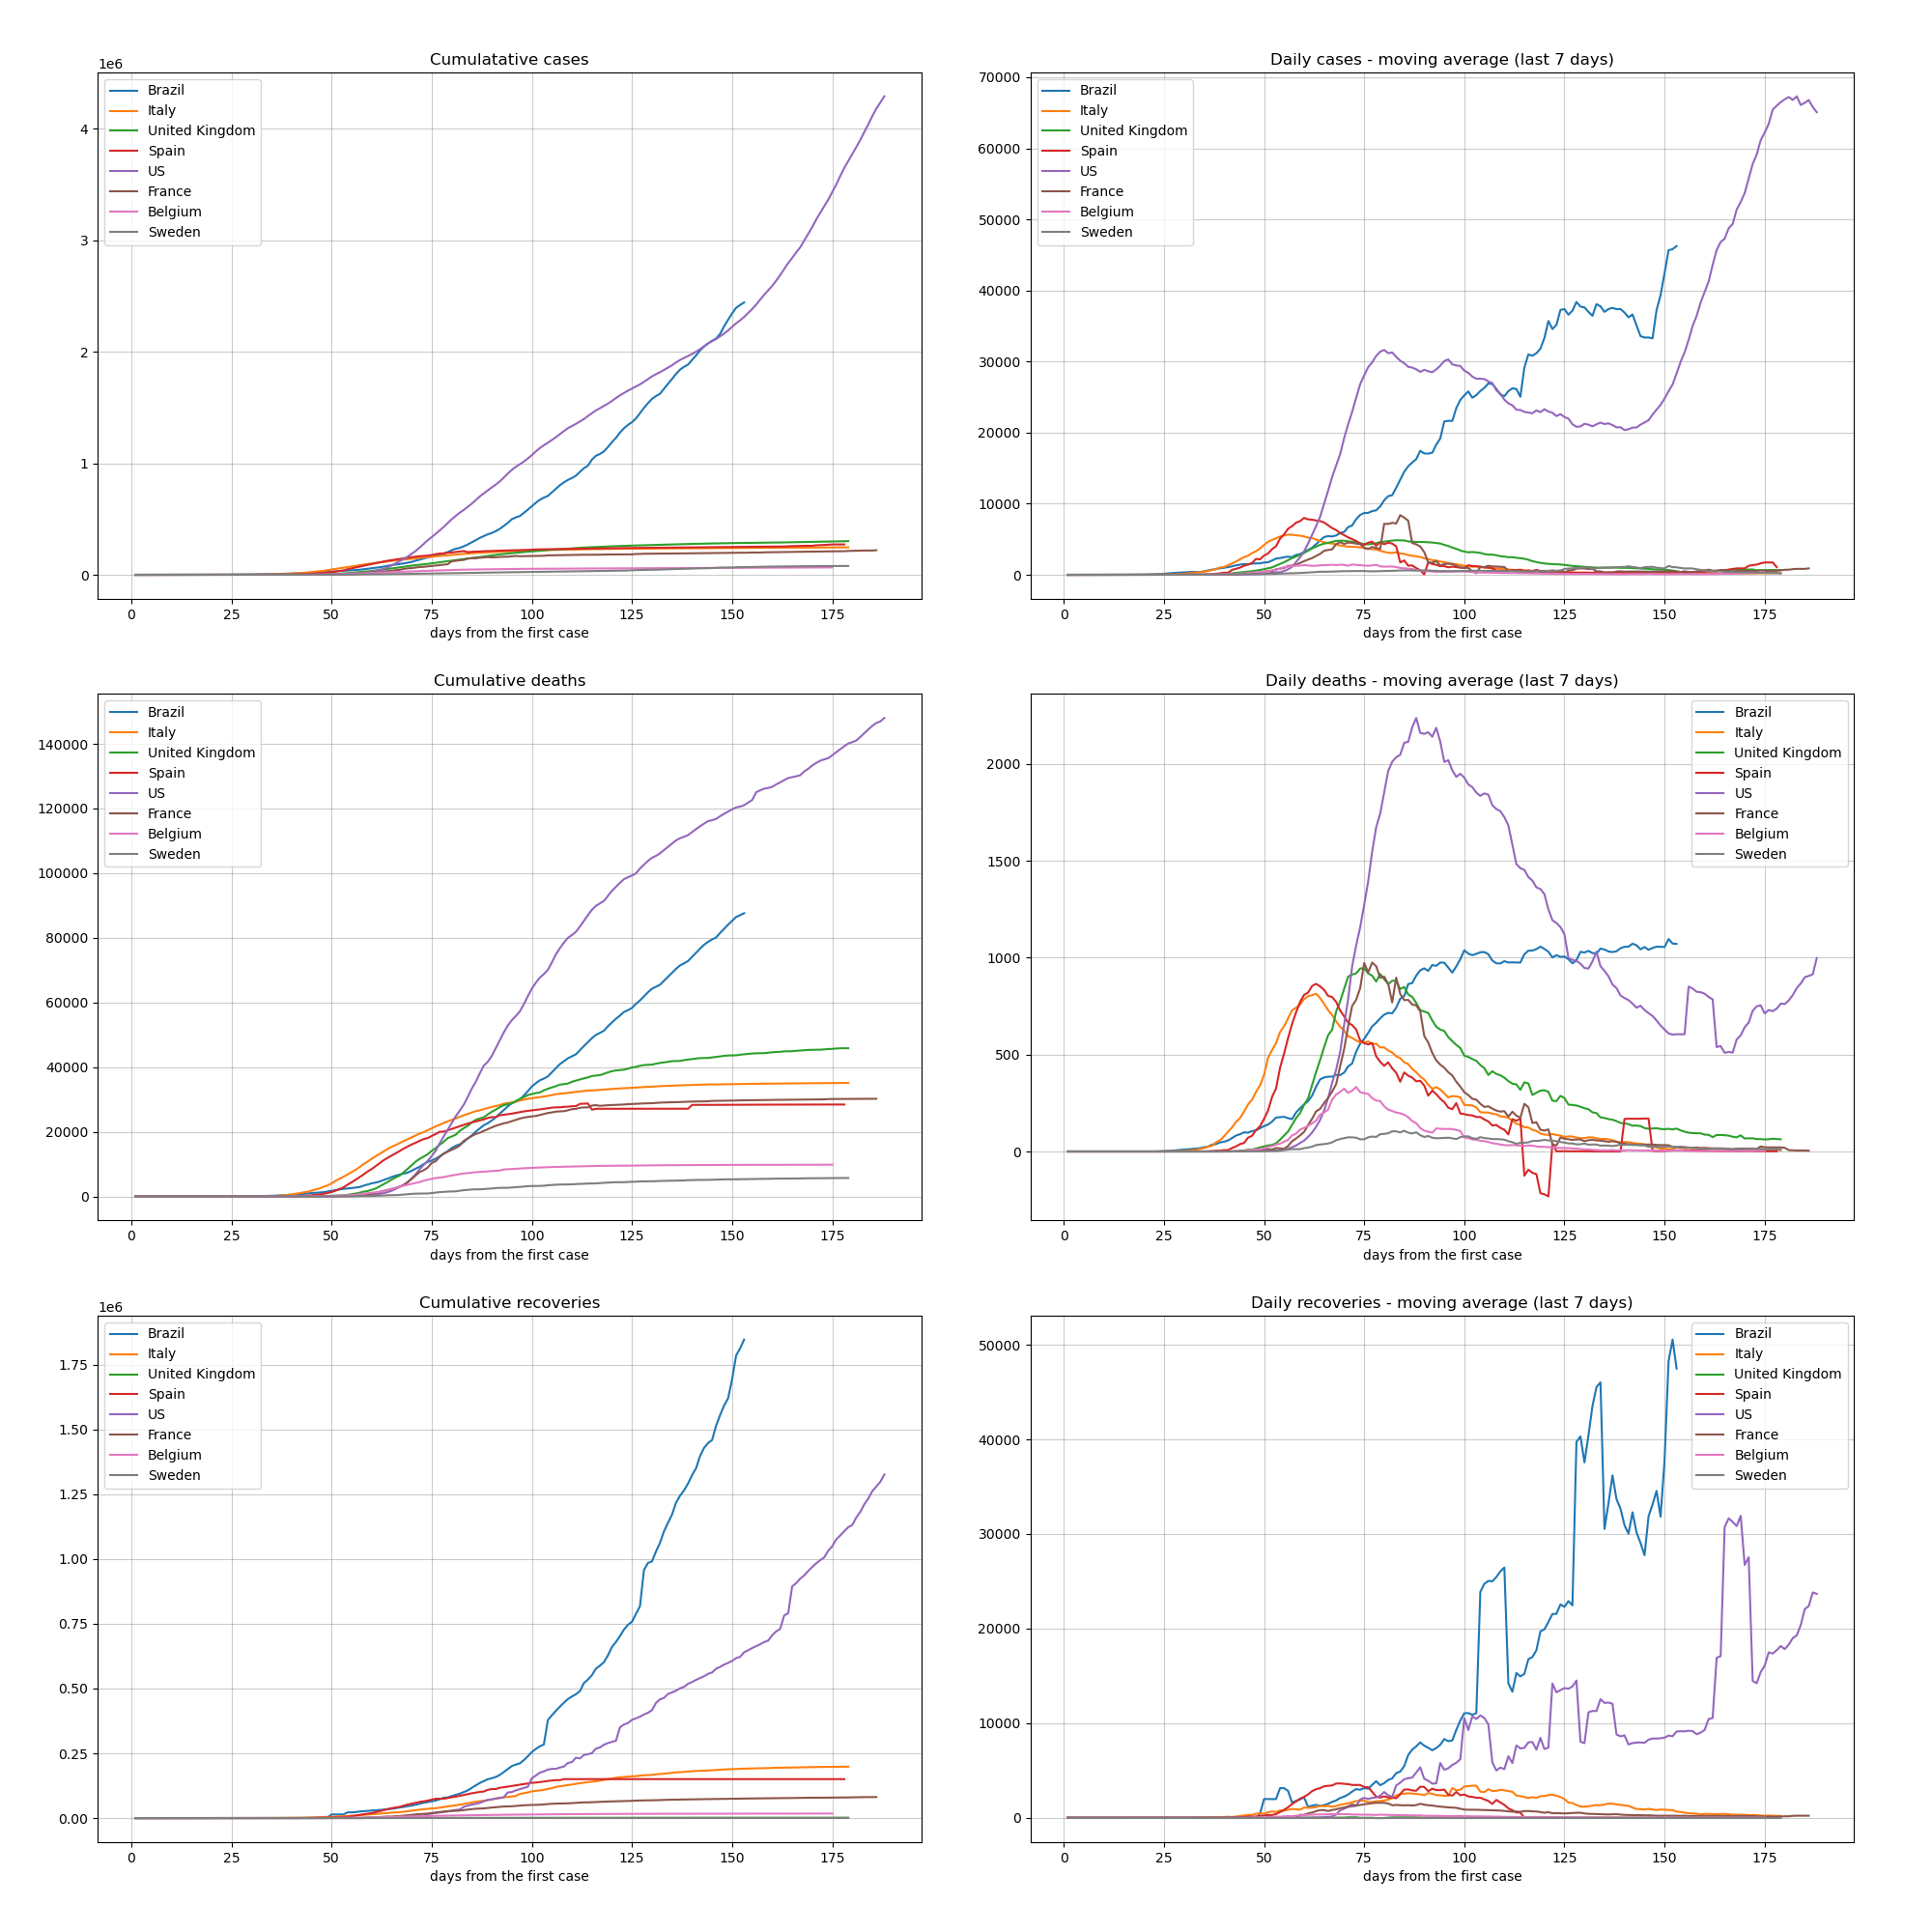 Cumulatative cases
1e6
4
3
2
1
0
Brazil
Italy
United Kingdom
Spain
US
France
Belgium
Sweden
0 25 50 75 100 125 150 175
days from the first case
Daily cases - moving average (last 7 days)
70000
60000
50000
40000
30000
20000
10000
0
Brazil
Italy
United Kingdom
Spain
US
France
Belgium
Sweden
0 25 50 75 100 125 150 175
days from the first case
Cumulative deaths
140000
120000
100000
80000
60000
40000
20000
0
Brazil
Italy
United Kingdom
Spain
US
France
Belgium
Sweden
0 25 50 75 100 125 150 175
days from the first case
Daily deaths - moving average (last 7 days)
2000
1500
1000
500
0
Brazil
Italy
United Kingdom
Spain
US
France
Belgium
Sweden
0 25 50 75 100 125 150 175
days from the first case
Cumulative recoveries
1e6
1.75
1.50
1.25
1.00
0.75
0.50
0.25
0.00
Brazil
Italy
United Kingdom
Spain
US
France
Belgium
Sweden
0 25 50 75 100 125 150 175
days from the first case
Daily recoveries - moving average (last 7 days)
50000
40000
30000
20000
10000
0
Brazil
Italy
United Kingdom
Spain
US
France
Belgium
Sweden
0 25 50 75 100 125 150 175
days from the first case